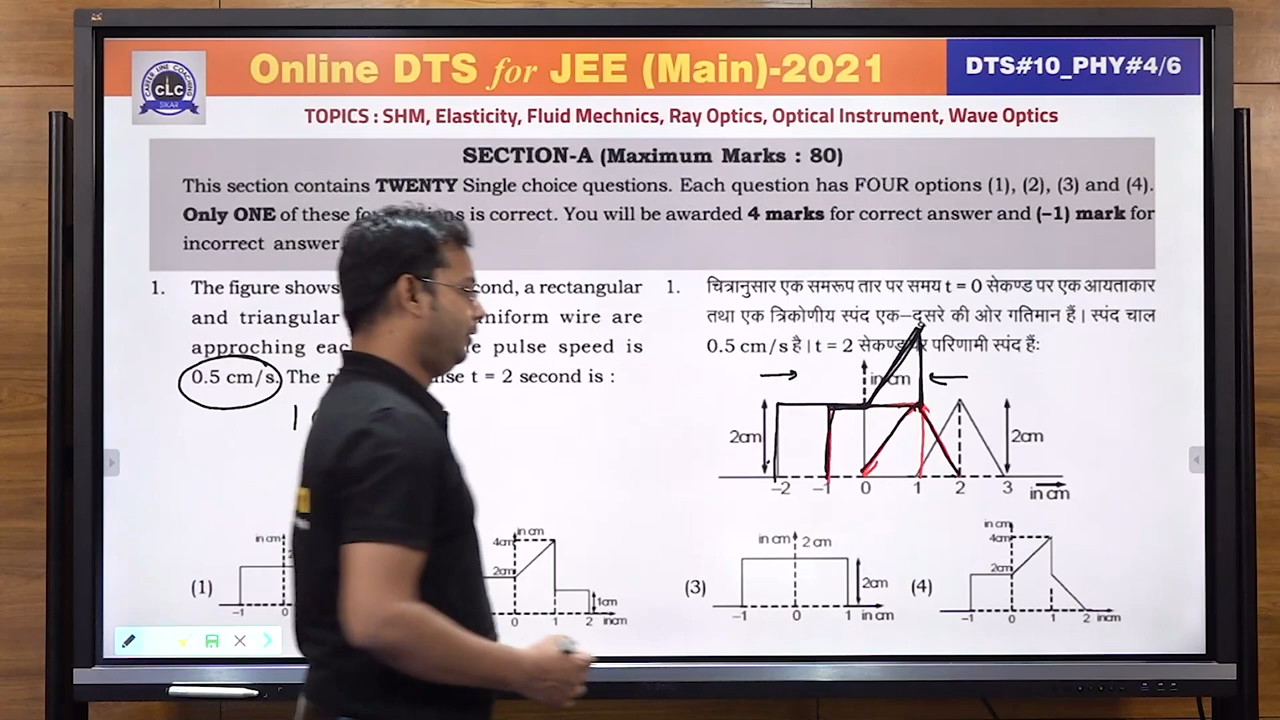 CAREER LINE COACHING
CLC
SIKAR
Online DTS for JEE (Main)-2021
DTS#10_PHY#4/6
TOPICS : SHM, Elasticity, Fluid Mechnics, Ray Optics, Optical Instrument, Wave Optics
SECTION-A (Maximum Marks : 80)
This section contains TWENTY Single choice questions. Each question has FOUR options (1), (2), (3) and (4).
Only ONE of these is correct. You will be awarded 4 marks for correct answer and (–1) mark for
incorrect answer
1. The figure shows a rectangular
and triangular uniform wire are
approching pulse speed is
0.5 cm/s. The t = 2 second is :
1. चित्रानुसार एक समरूप तार पर समय t = 0 सेकण्ड पर एक आयताकार
तथा एक त्रिकोणीय स्पंद एक–दूसरे की ओर गतिमान हैं। स्पंद चाल
0.5 cm/s है। t = 2 सेकण्ड पर परिणामी स्पंद हैः
in cm
2cm
2cm
–2 –1 0 1 2 3 in cm
(1)
in cm
–1 0
in cm
4cm
2cm
1cm
0 1 2 in cm
(3)
in cm 2 cm
2cm
–1 0 1 in cm
(4)
in cm
4cm
2cm
–1 0 1 2 in cm